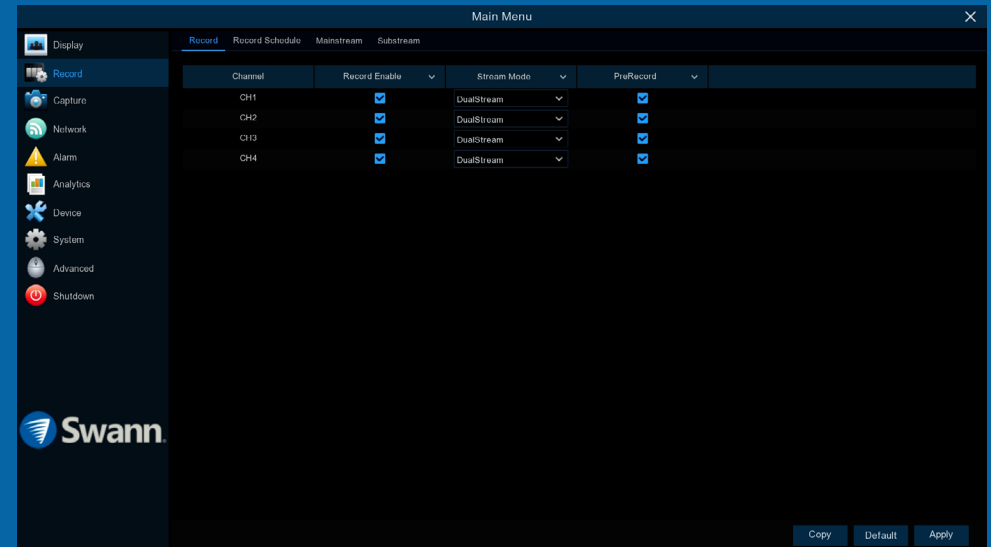 Main Menu
Display
Record
Capture
Network
Alarm
Analytics
Device
System
Advanced
Shutdown
Swann.
Record Record Schedule Mainstream Substream
Channel Record Enable Stream Mode PreRecord
CH1 DualStream
CH2 DualStream
CH3 DualStream
CH4 DualStream
Copy Default Apply